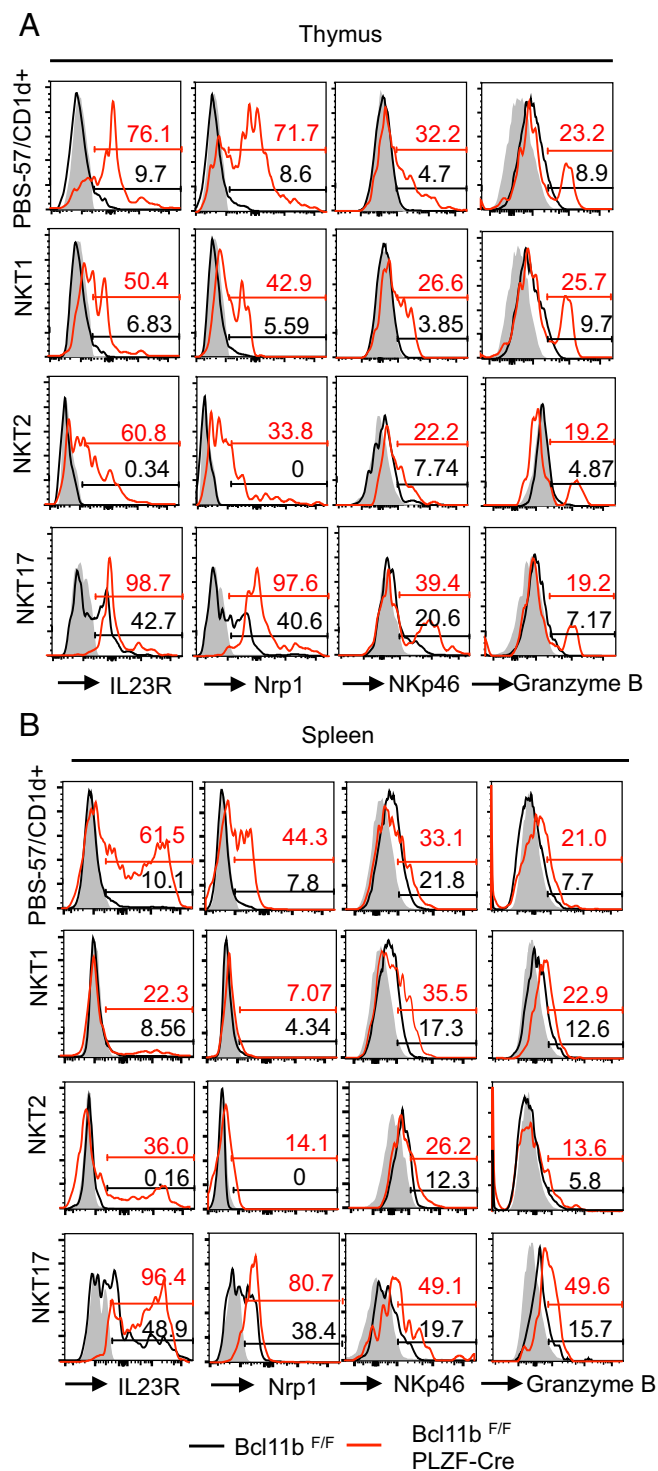 A
Thymus
PBS-57/CD1d+
76.1 71.7 32.2 23.2
9.7 8.6 4.7 8.9
NKT1
50.4 42.9 26.6 25.7
6.83 5.59 3.85 9.7
NKT2
60.8 33.8 22.2 19.2
0.34 0 7.74 4.87
NKT17
98.7 97.6 39.4 19.2
42.7 40.6 20.6 7.17
IL23R Nrp1 NKp46 Granzyme B
B
Spleen
PBS-57/CD1d+
61.5 44.3 33.1 21.0
10.1 7.8 21.8 7.7
NKT1
22.3 7.07 35.5 22.9
8.56 4.34 17.3 12.6
NKT2
36.0 14.1 26.2 13.6
0.16 0 12.3 5.8
NKT17
96.4 80.7 49.1 49.6
48.9 38.4 19.7 15.7
IL23R Nrp1 NKp46 Granzyme B
Bcl11b F/F Bcl11b F/F
PLZF-Cre